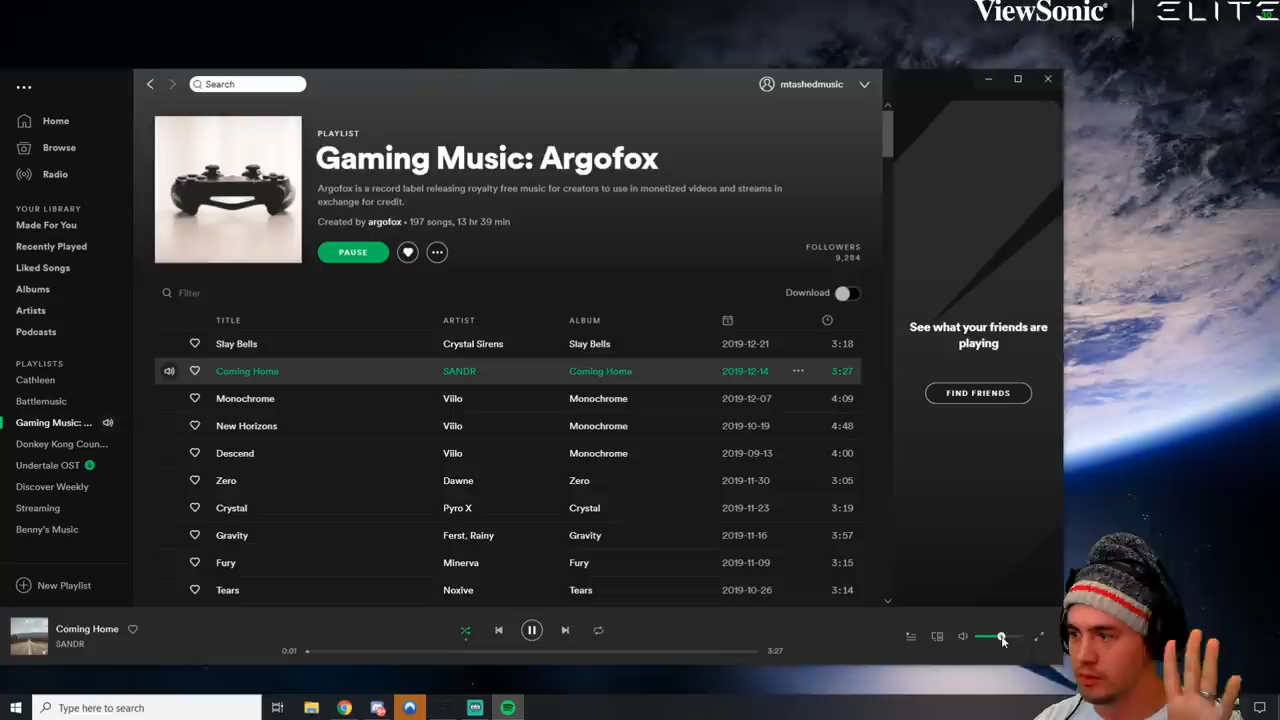 ViewSonic | ELITE
Search
mtashedmusic
Home
Browse
Radio
YOUR LIBRARY
Made For You
Recently Played
Liked Songs
Albums
Artists
Podcasts
PLAYLISTS
Cathleen
Battlemusic
Gaming Music: ...
Donkey Kong Coun...
Undertale OST
Discover Weekly
Streaming
Benny's Music
New Playlist
PLAYLIST
Gaming Music: Argofox
Argofox is a record label releasing royalty free music for creators to use in monetized videos and streams in
exchange for credit.
Created by argofox • 197 songs, 13 hr 39 min
PAUSE
FOLLOWERS
9,284
Filter
Download
TITLE ARTIST ALBUM
Slay Bells Crystal Sirens Slay Bells 2019-12-21 3:18
Coming Home SANDR Coming Home 2019-12-14 3:27
Monochrome Viilo Monochrome 2019-12-07 4:09
New Horizons Viilo Monochrome 2019-10-19 4:48
Descend Viilo Monochrome 2019-09-13 4:00
Zero Dawne Zero 2019-11-30 3:05
Crystal Pyro X Crystal 2019-11-23 3:19
Gravity Ferst, Rainy Gravity 2019-11-16 3:57
Fury Minerva Fury 2019-11-09 3:15
Tears Noxive Tears 2019-10-26 3:14
See what your friends are
playing
FIND FRIENDS
Coming Home
SANDR
0:01 3:27
Type here to search